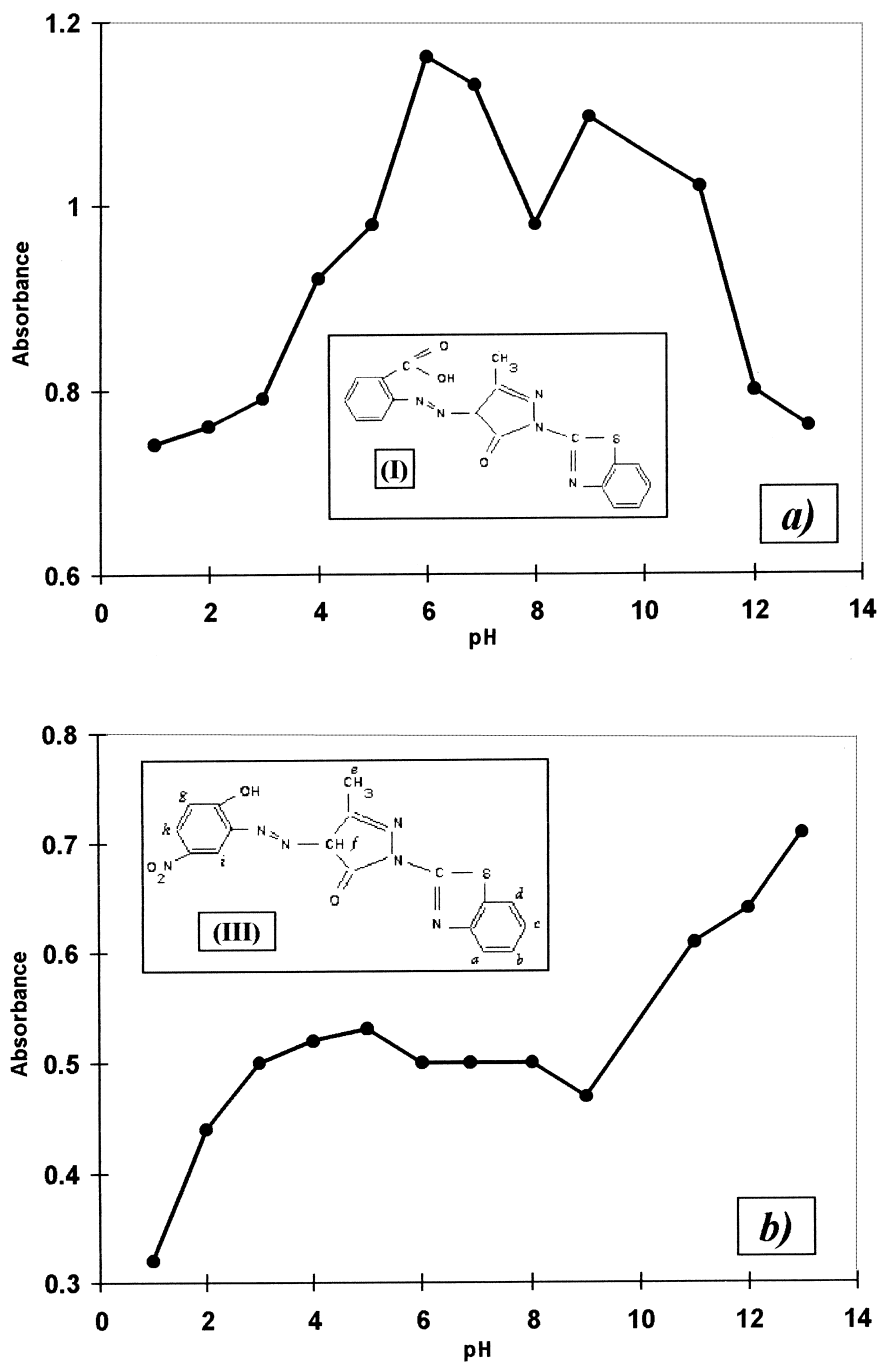 1.2
1
0.8
0.6
Absorbance
O
C
OH
N
N
CH3
N
N
O
C
S
N
(I)
a)
0 2 4 6 8 10 12 14
pH
0.8
0.7
0.6
0.5
0.4
0.3
Absorbance
g
OH
k
O2N
i
N
N
e
CH3
CH f
N
N
O
C
S
N
d
c
a
b
(III)
b)
0 2 4 6 8 10 12 14
pH